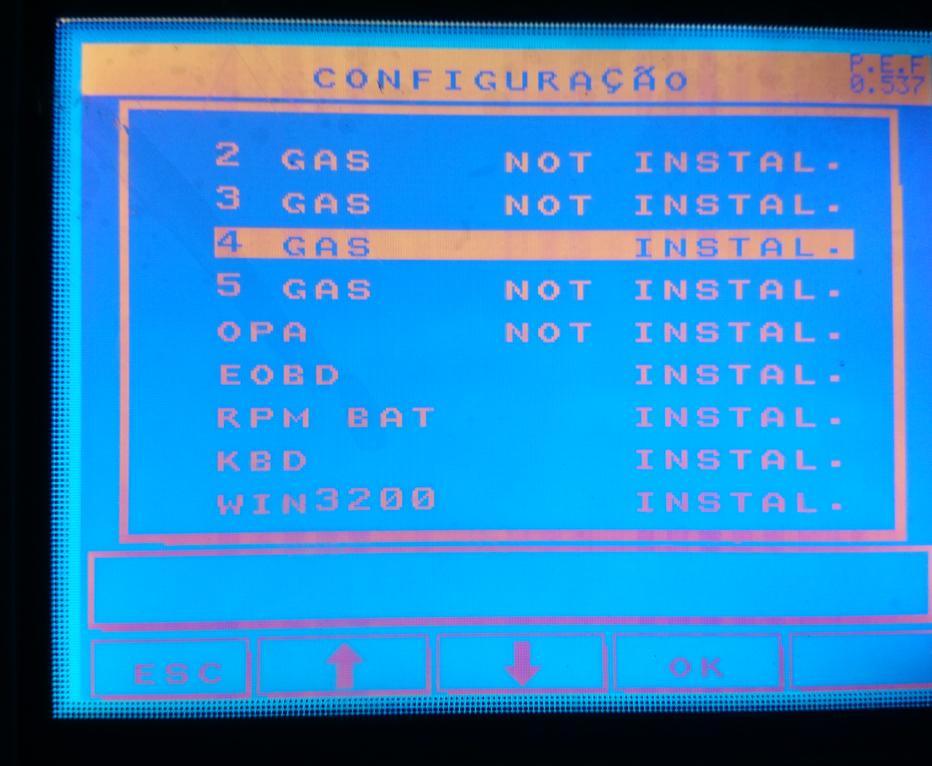 CONFIGURAÇÃO
P.E.F
0.537
2 GAS NOT INSTAL.
3 GAS NOT INSTAL.
4 GAS INSTAL.
5 GAS NOT INSTAL.
OPA NOT INSTAL.
EOBD INSTAL.
RPM BAT INSTAL.
KBD INSTAL.
WIN3200 INSTAL.
ESC OK